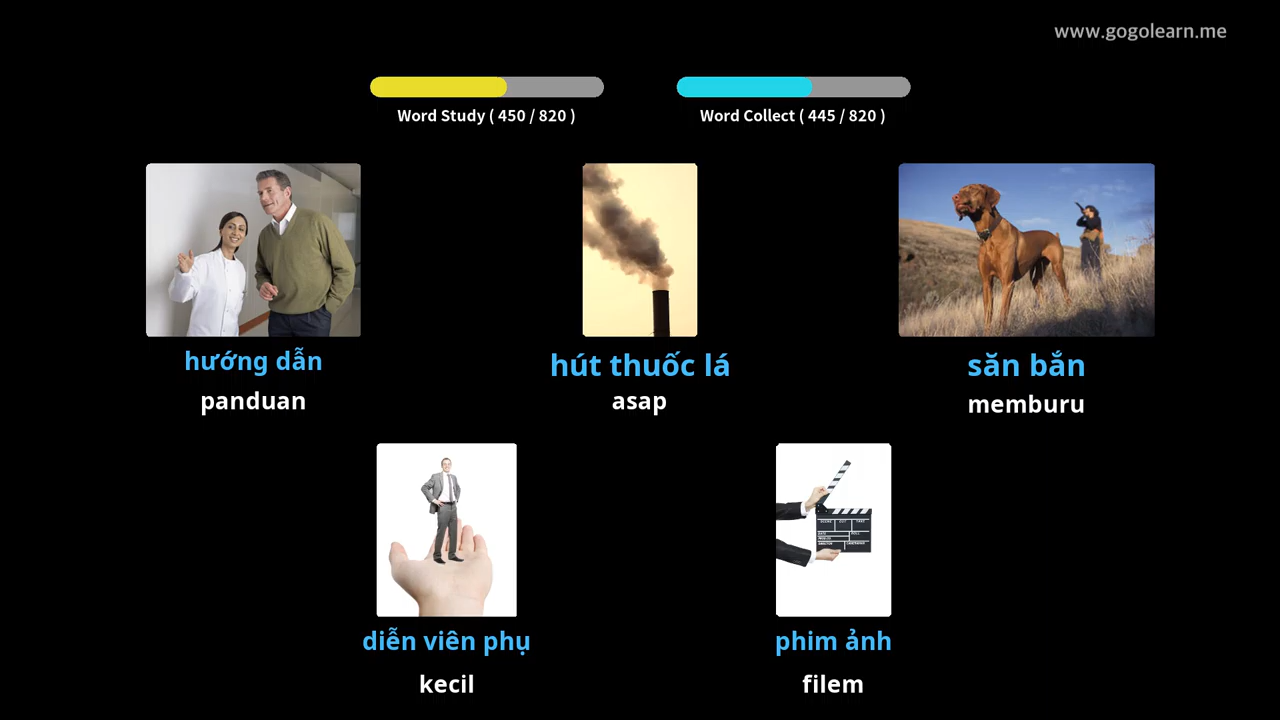 www.gogolearn.me
Word Study ( 450 / 820 )
Word Collect ( 445 / 820 )
hướng dẫn
panduan
hút thuốc lá
asap
săn bắn
memburu
diễn viên phụ
kecil
phim ảnh
filem